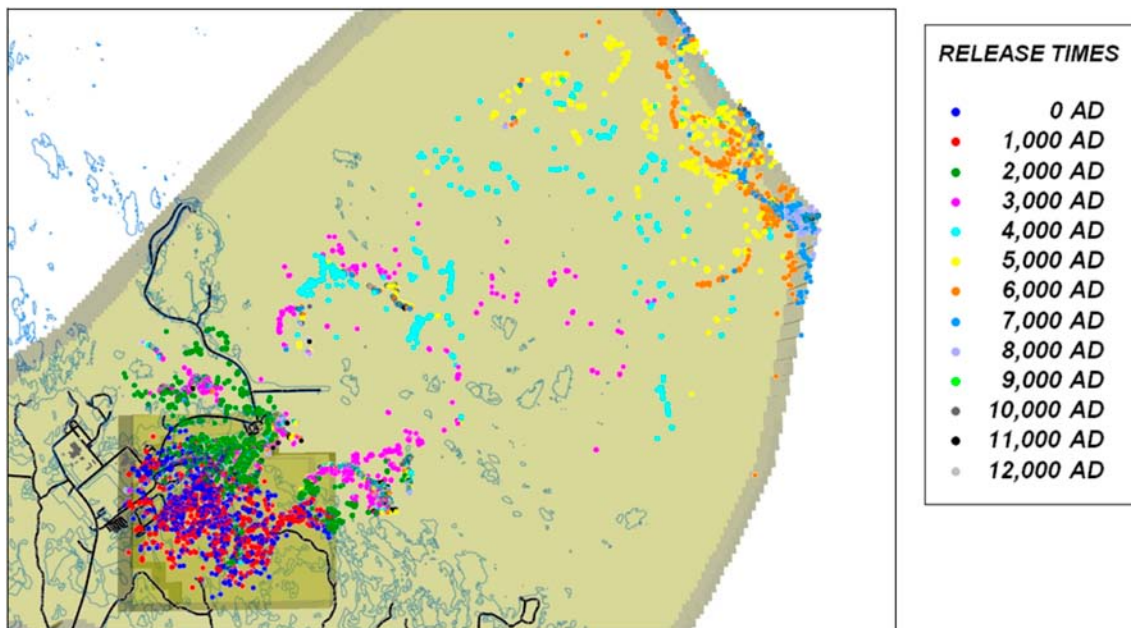 RELEASE TIMES
0 AD
1,000 AD
2,000 AD
3,000 AD
4,000 AD
5,000 AD
6,000 AD
7,000 AD
8,000 AD
9,000 AD
10,000 AD
11,000 AD
12,000 AD